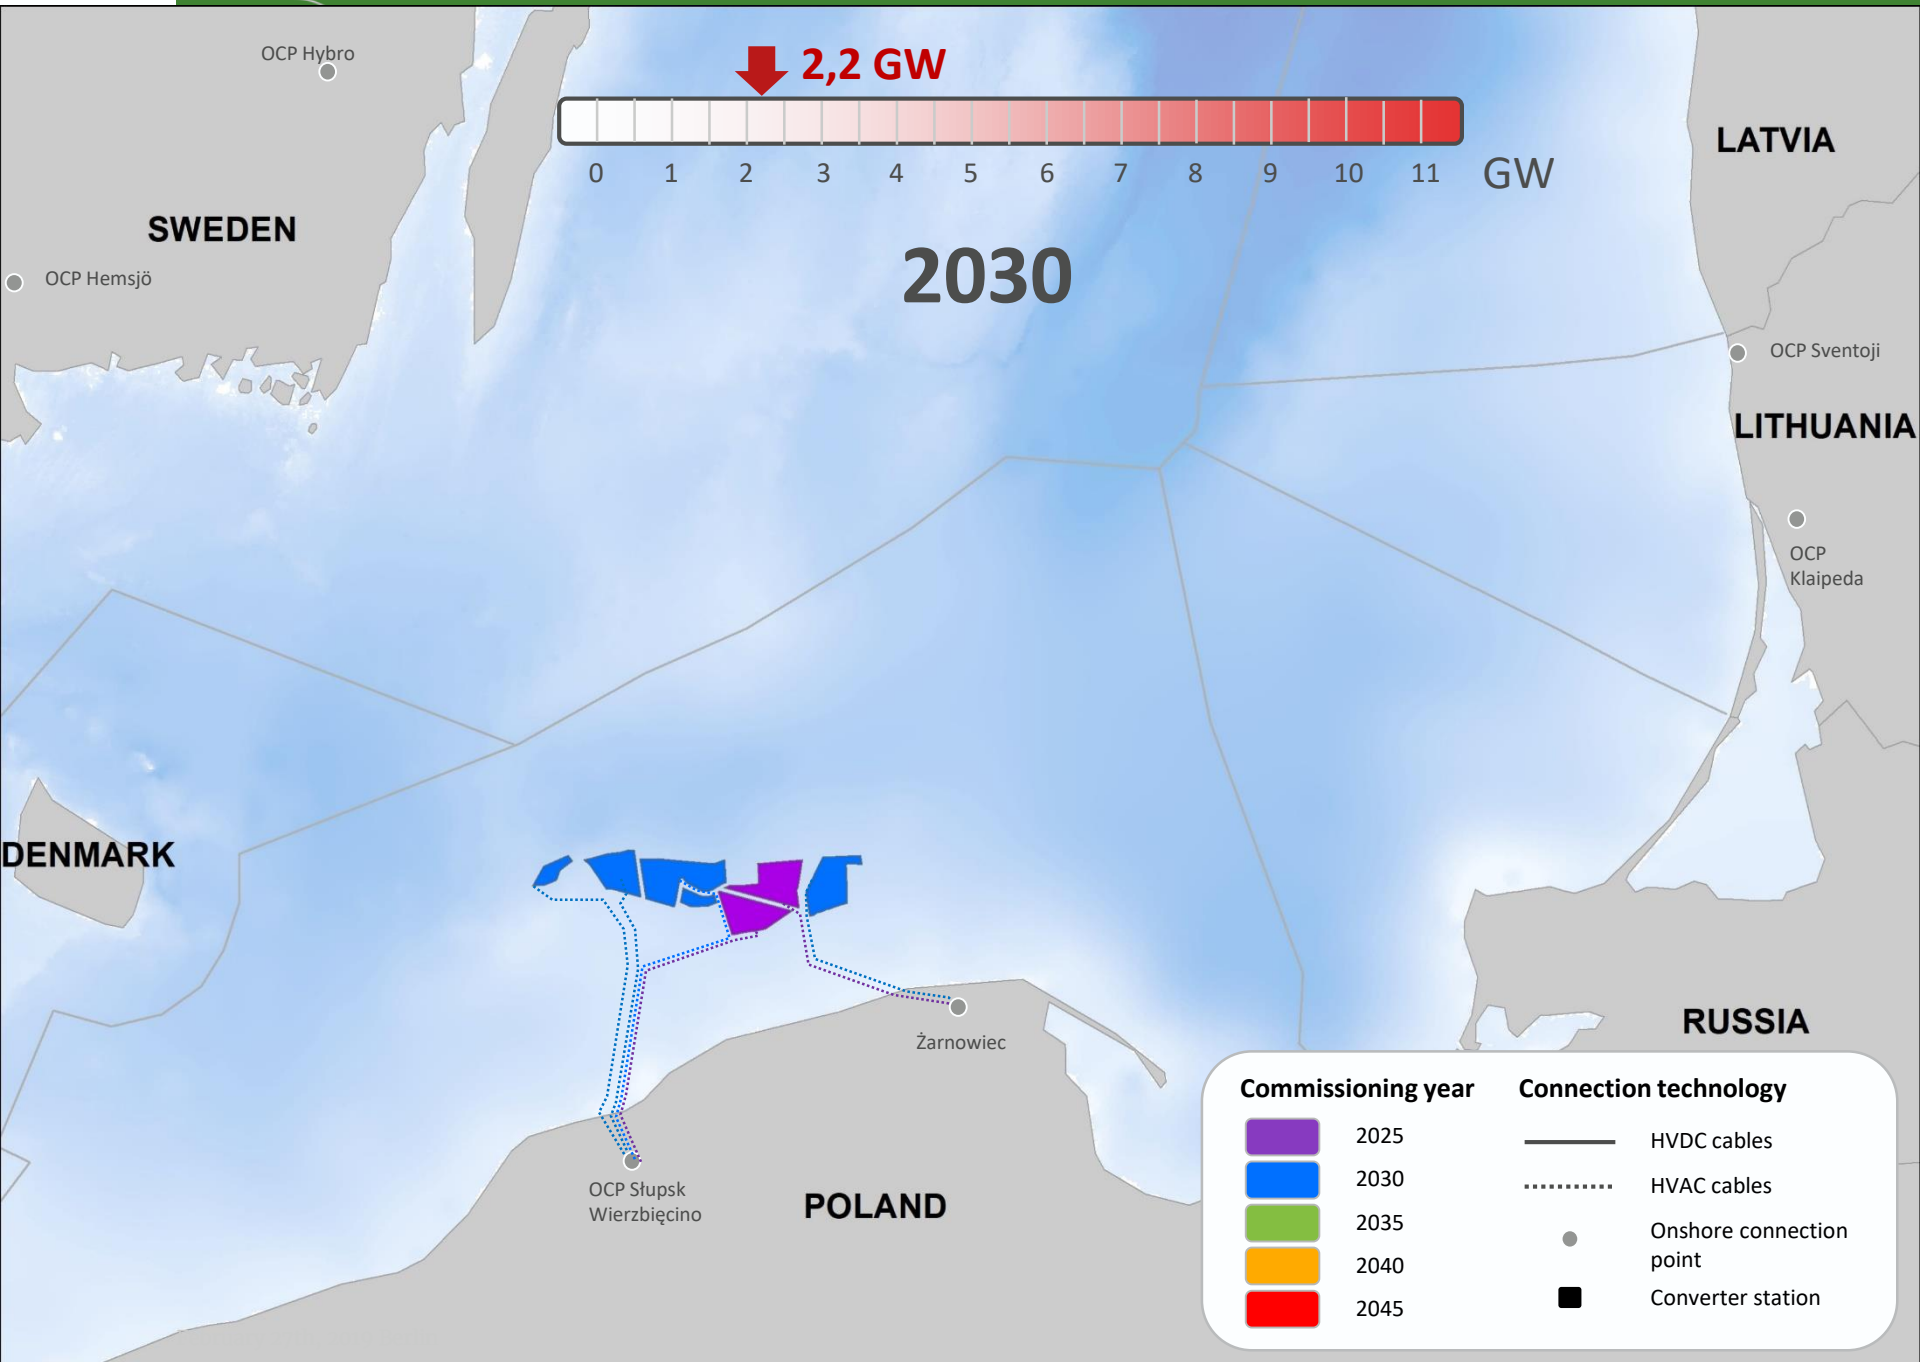 OCP Hybro
2,2 GW
0 1 2 3 4 5 6 7 8 9 10 11 GW
LATVIA
SWEDEN
2030
OCP Hemsjö
OCP Sventoji
LITHUANIA
OCP
Klaipeda
DENMARK
RUSSIA
Żarnowiec
OCP Słupsk
Wierzbięcino
POLAND
Commissioning year
2025
2030
2035
2040
2045
Connection technology
HVDC cables
HVAC cables
Onshore connection
point
Converter station